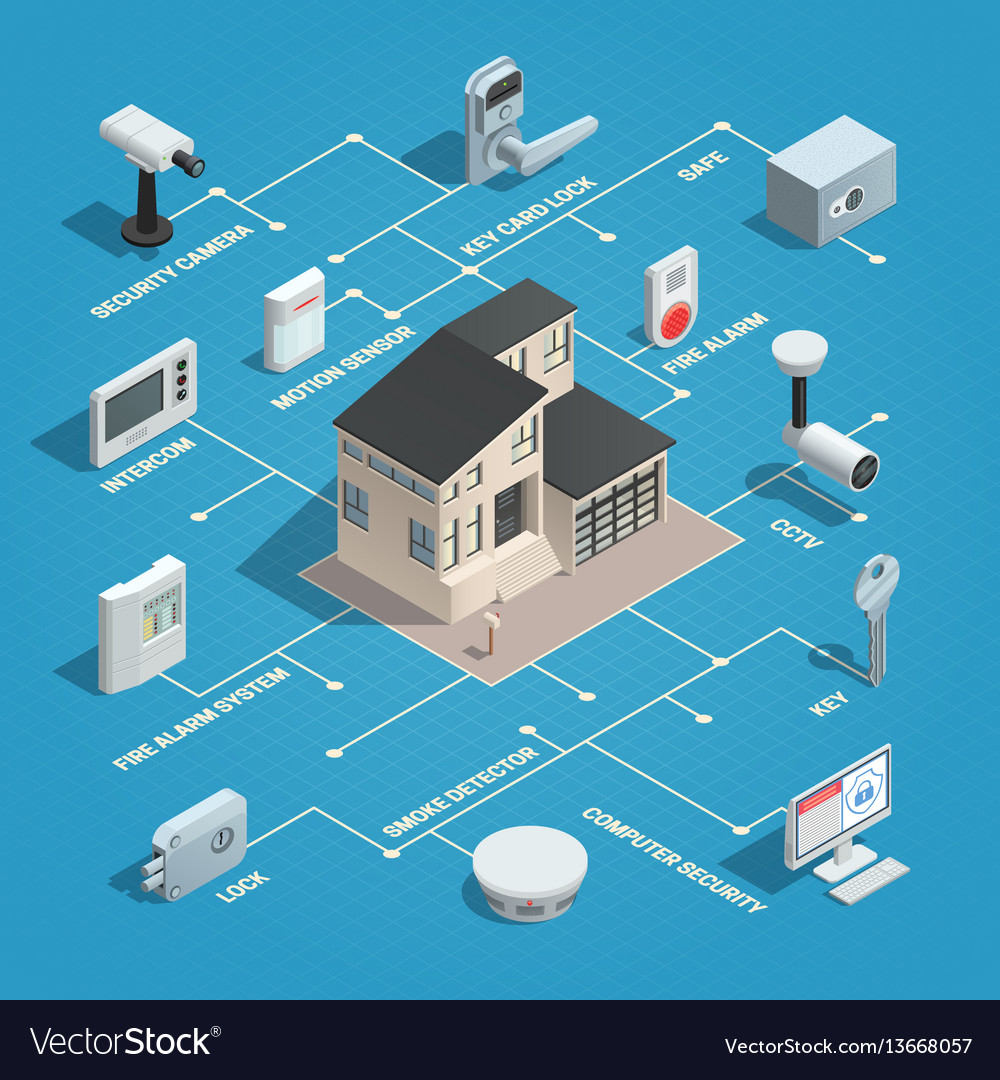 KEY CARD LOCK
SAFE
SECURITY CAMERA
MOTION SENSOR
FIRE ALARM
INTERCOM
CCTV
FIRE ALARM SYSTEM
KEY
SMOKE DETECTOR
COMPUTER SECURITY
LOCK
VectorStock®
VectorStock.com/13668057